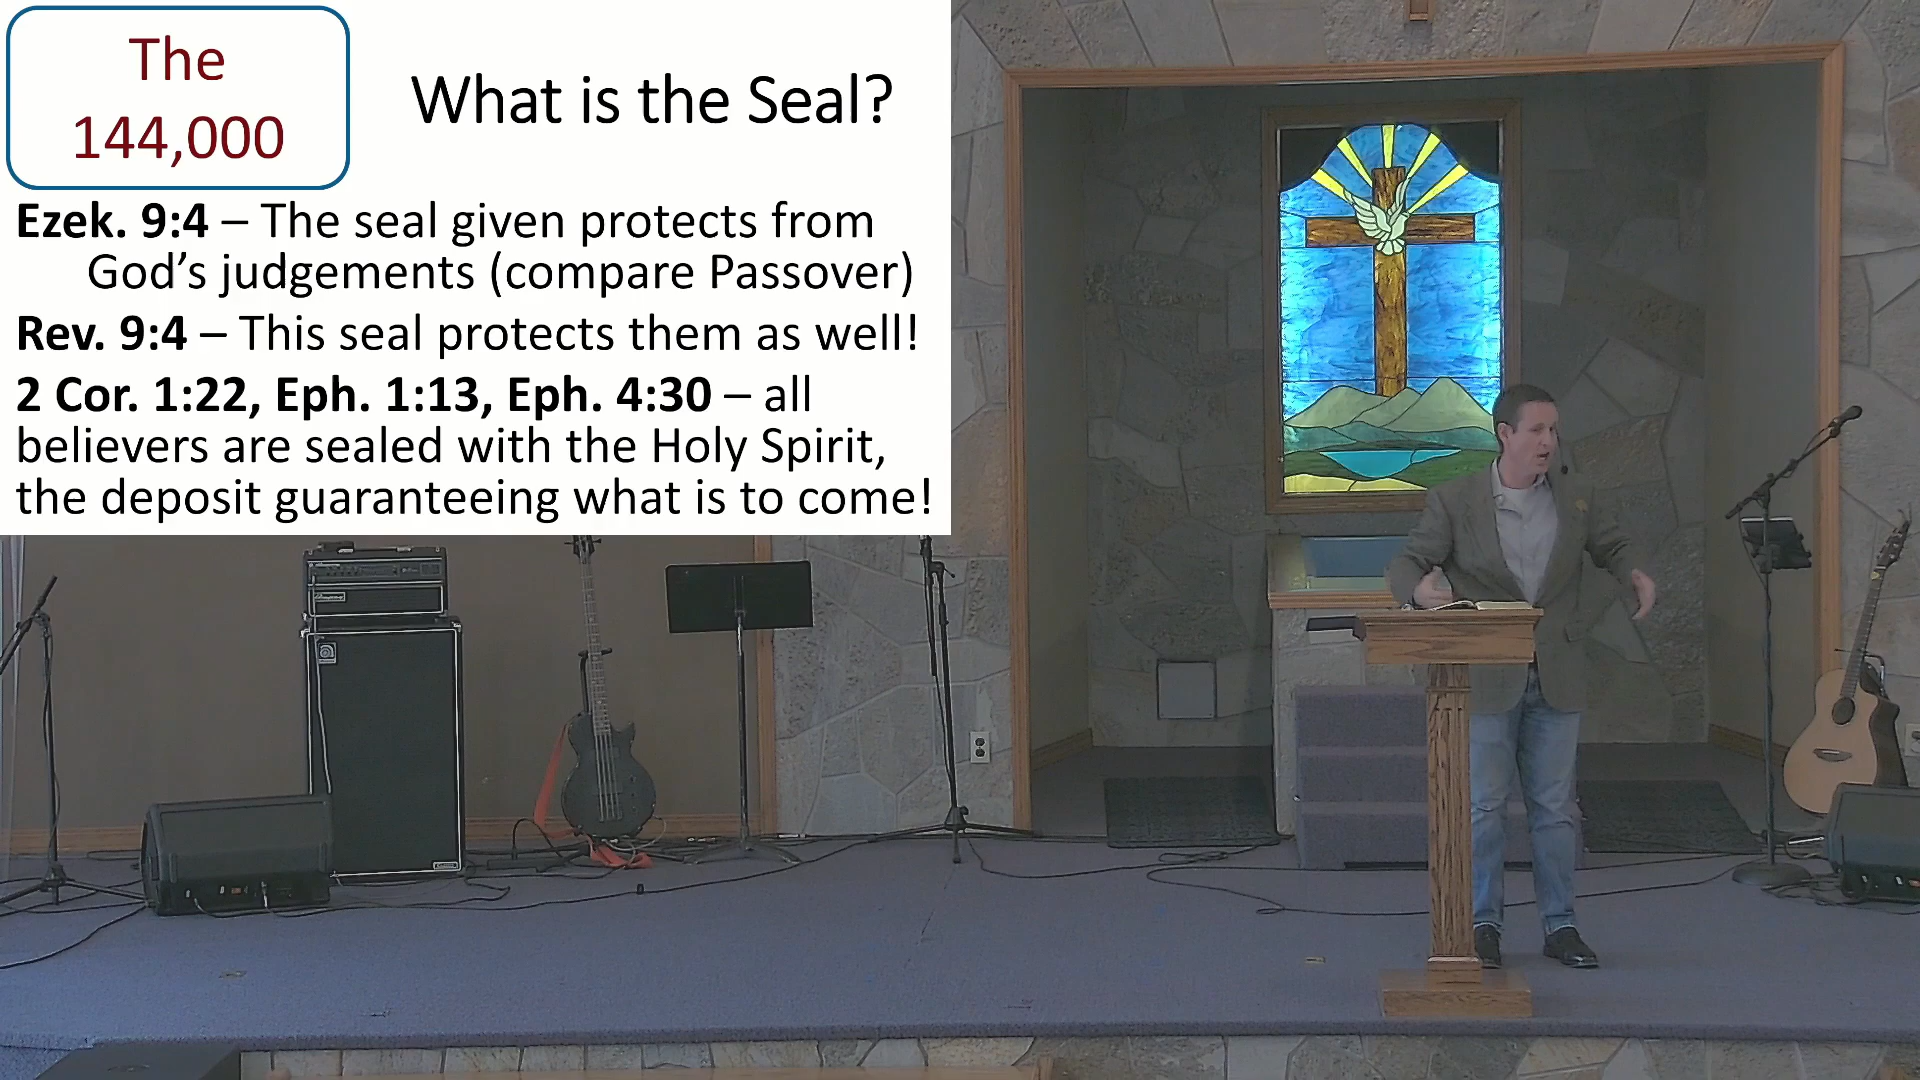 The
144,000
What is the Seal?
Ezek. 9:4 – The seal given protects from
God’s judgements (compare Passover)
Rev. 9:4 – This seal protects them as well!
2 Cor. 1:22, Eph. 1:13, Eph. 4:30 – all
believers are sealed with the Holy Spirit,
the deposit guaranteeing what is to come!